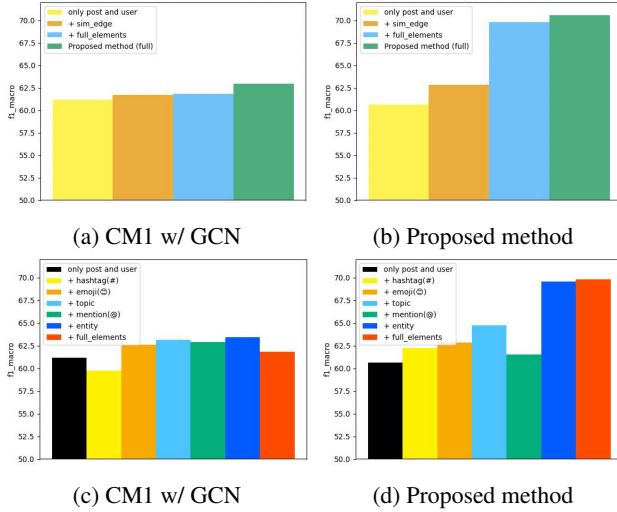 only post and user
+ sim_edge
+ full_elements
Proposed method (full)
f1_macro
70.0
67.5
65.0
62.5
60.0
57.5
55.0
52.5
50.0
(a) CM1 w/ GCN
only post and user
+ sim_edge
+ full_elements
Proposed method (full)
f1_macro
70.0
67.5
65.0
62.5
60.0
57.5
55.0
52.5
50.0
(b) Proposed method
only post and user
+ hashtag(#)
+ emoji(😊)
+ topic
+ mention(@)
+ entity
+ full_elements
f1_macro
70.0
67.5
65.0
62.5
60.0
57.5
55.0
52.5
50.0
(c) CM1 w/ GCN
only post and user
+ hashtag(#)
+ emoji(😊)
+ topic
+ mention(@)
+ entity
+ full_elements
f1_macro
70.0
67.5
65.0
62.5
60.0
57.5
55.0
52.5
50.0
(d) Proposed method